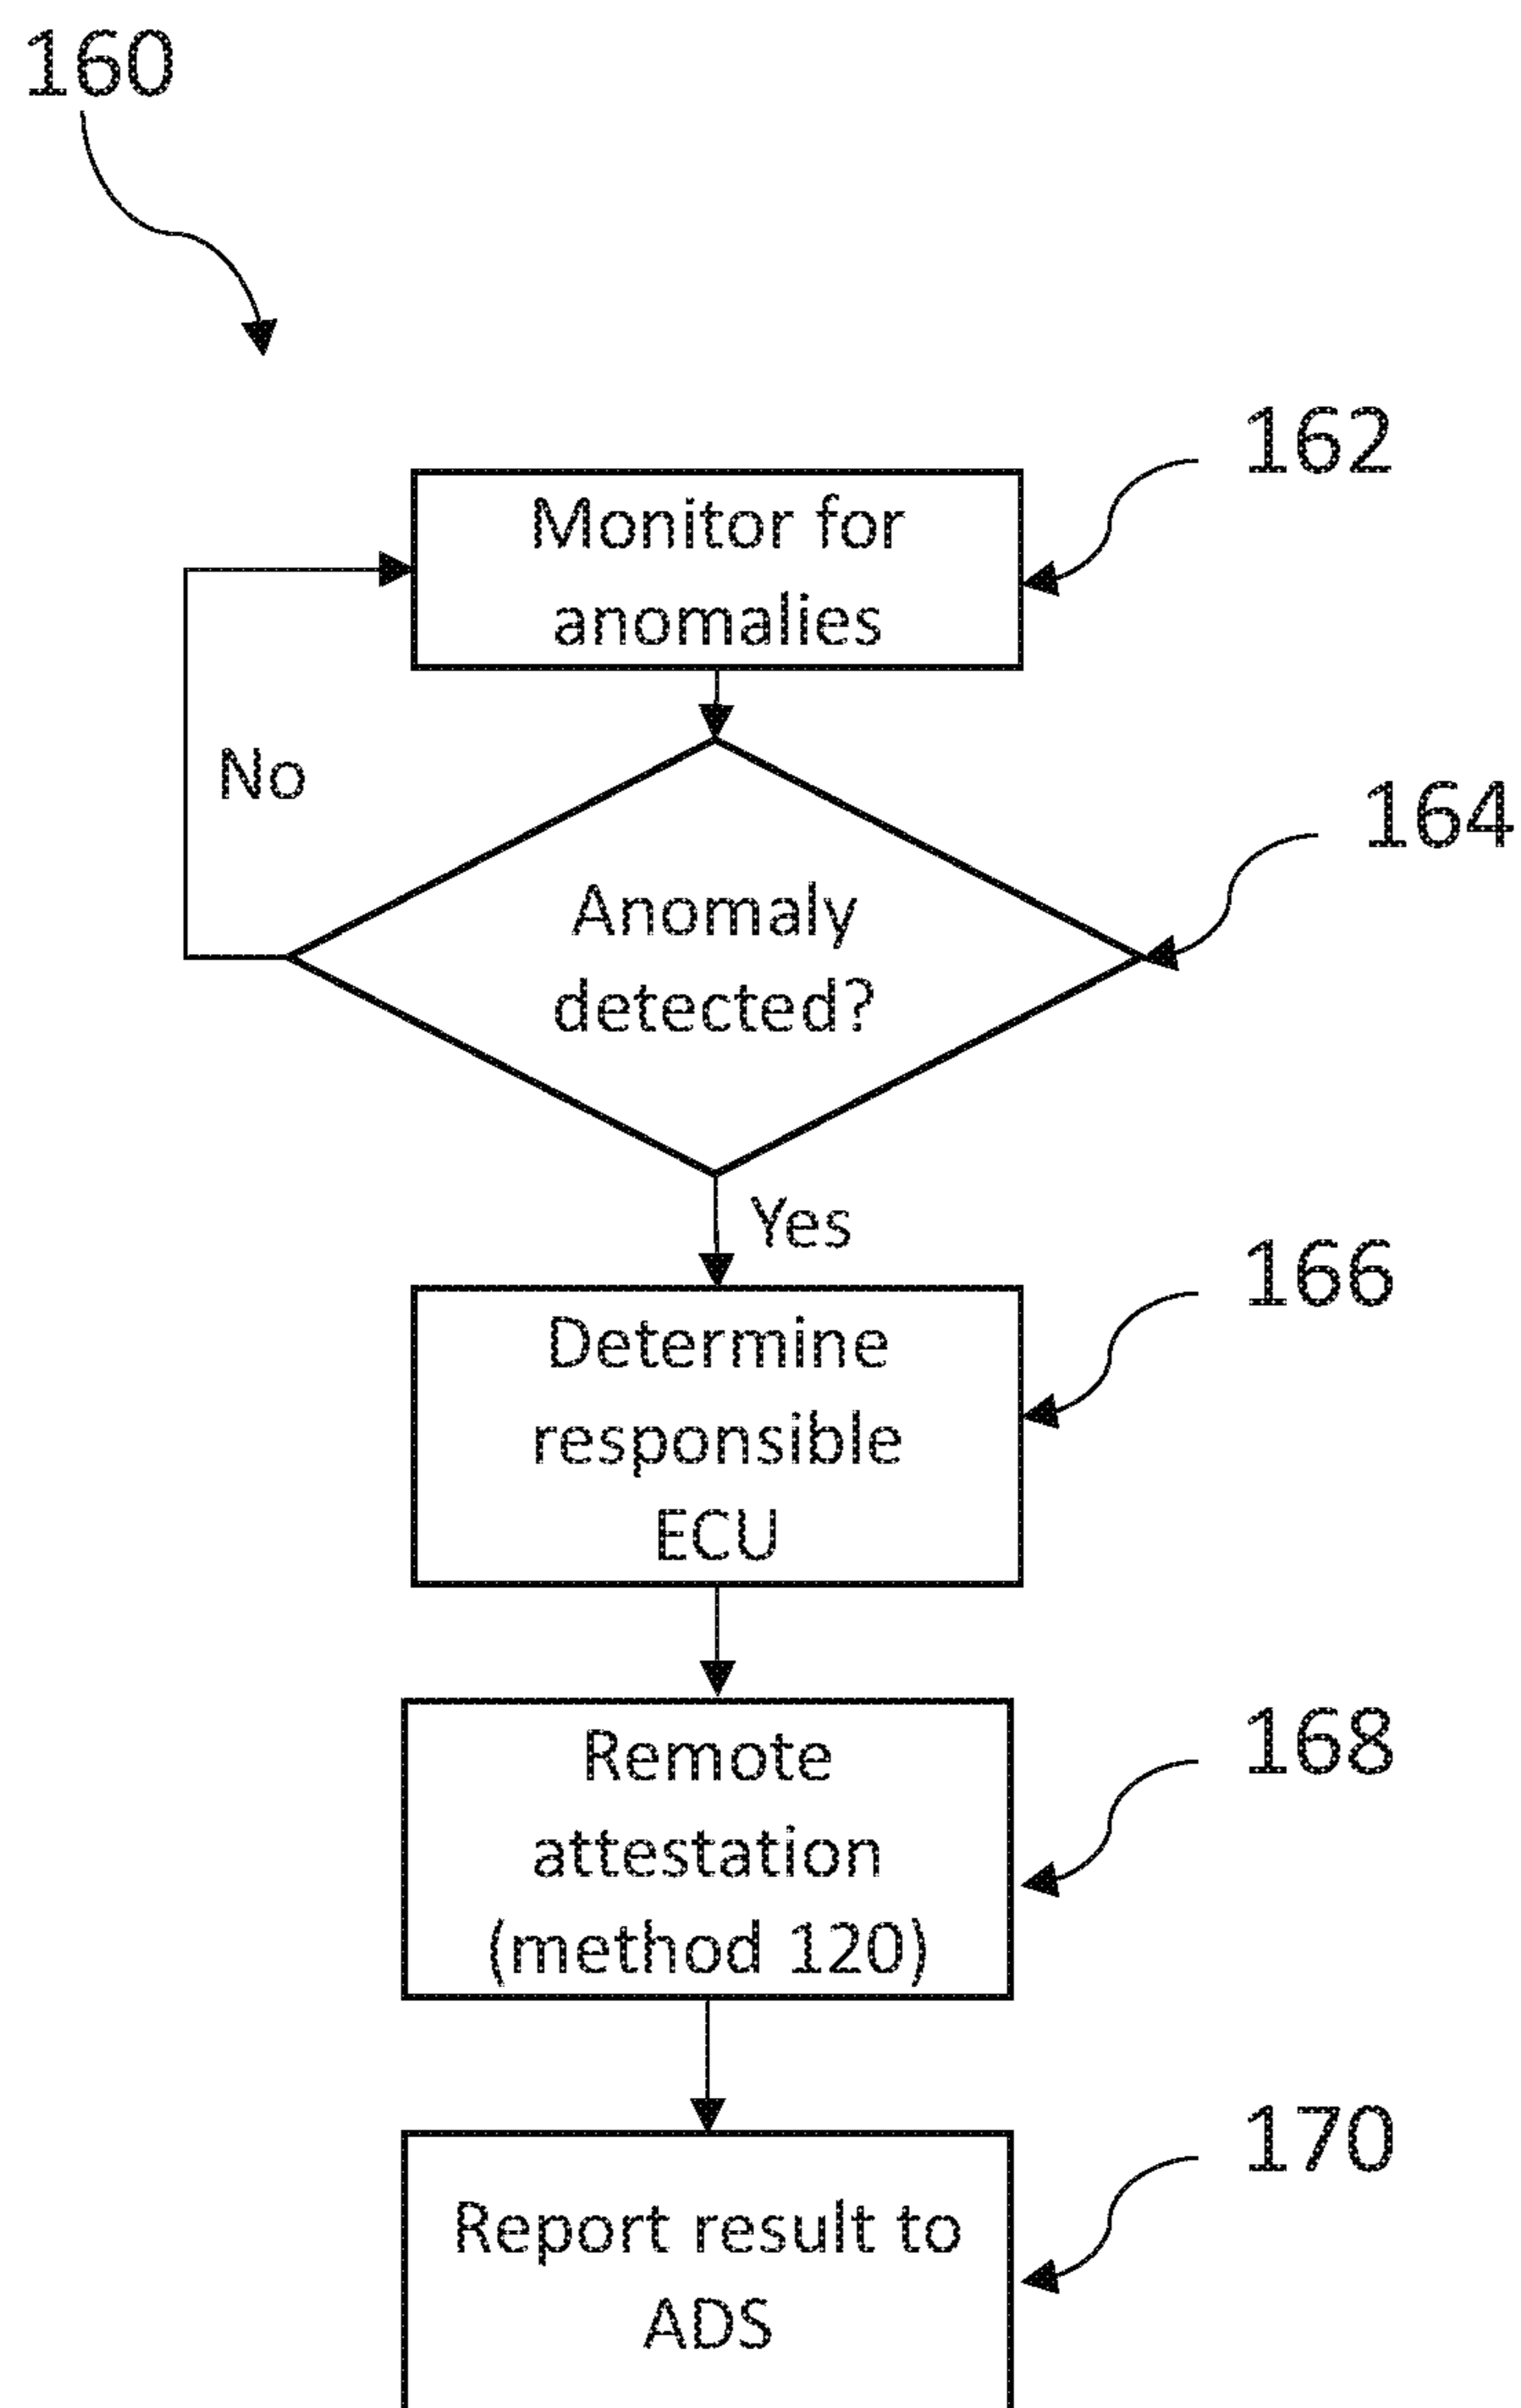 160
162
Monitor for
anomalies
No
164
Anomaly
detected?
Yes
166
Determine
responsible
ECU
168
Remote
attestation
(method 120)
170
Report result to
ADS